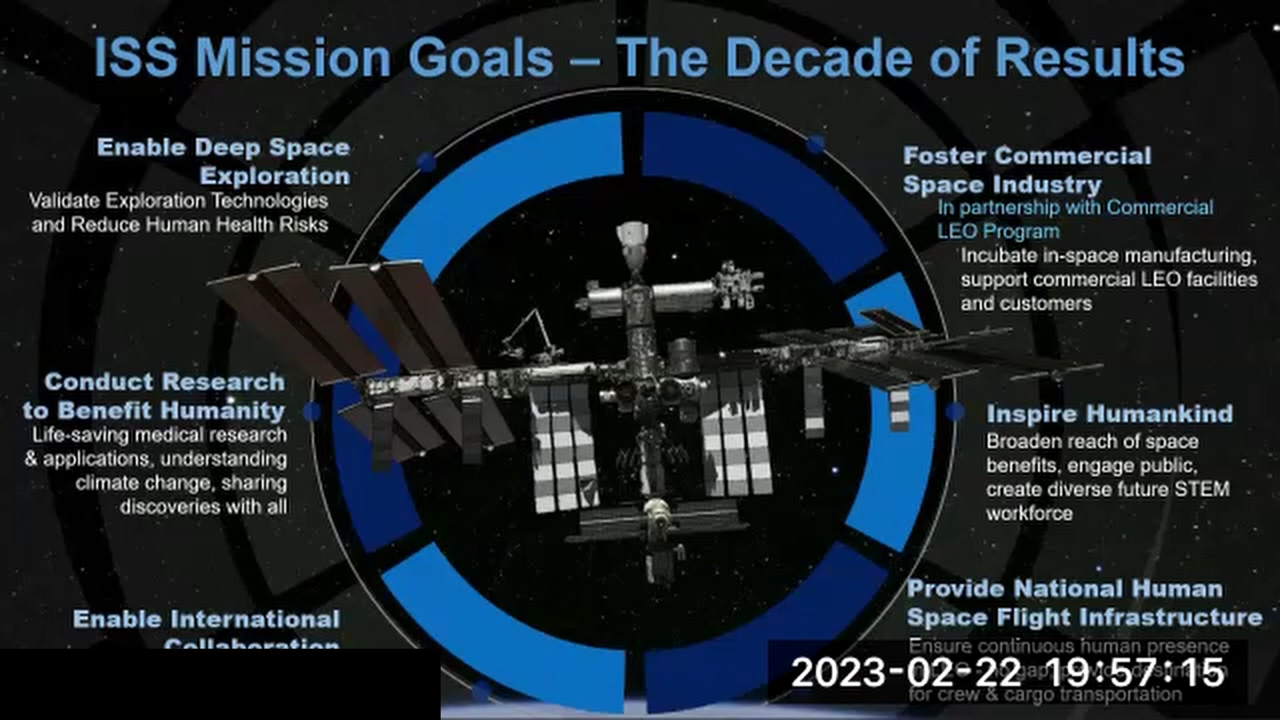 ISS Mission Goals – The Decade of Results
Enable Deep Space
Exploration
Validate Exploration Technologies
and Reduce Human Health Risks
Conduct Research
to Benefit Humanity
Life-saving medical research
& applications, understanding
climate change, sharing
discoveries with all
Enable International
Collaboration
Foster Commercial
Space Industry
In partnership with Commercial
LEO Program
Incubate in-space manufacturing,
support commercial LEO facilities
and customers
Inspire Humankind
Broaden reach of space
benefits, engage public,
create diverse future STEM
workforce
Provide National Human
Space Flight Infrastructure
Ensure continuous human presence
for crew & cargo transportation
2023-02-22 19:57:15